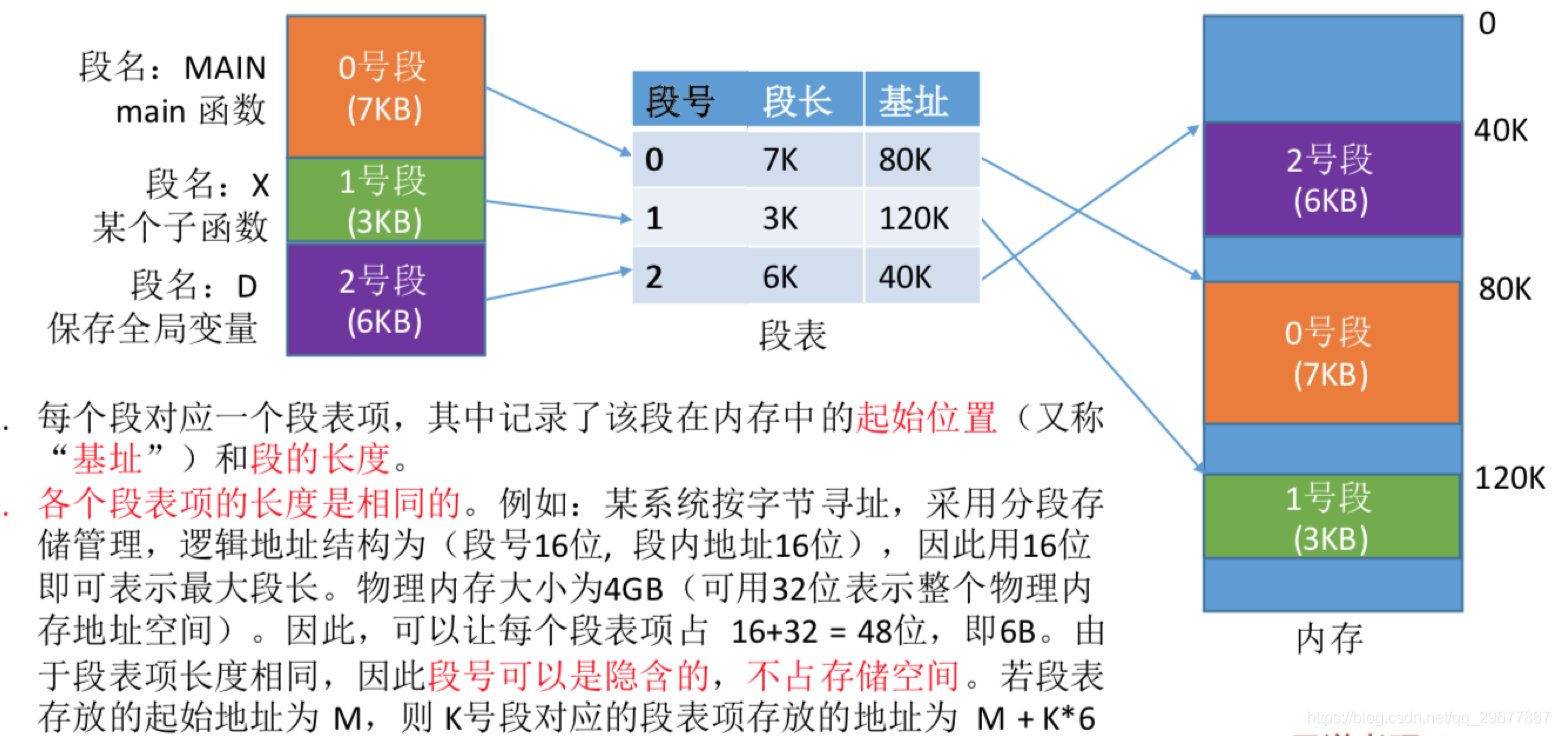 段名：MAIN
main 函数
0号段
(7KB)
段名：X
某个子函数
1号段
(3KB)
段名：D
保存全局变量
2号段
(6KB)
段号 段长 基址
0 7K 80K
1 3K 120K
2 6K 40K
段表
0
40K
2号段
(6KB)
80K
0号段
(7KB)
120K
1号段
(3KB)
内存
. 每个段对应一个段表项，其中记录了该段在内存中的起始位置（又称
“基址”）和段的长度。
. 各个段表项的长度是相同的。例如：某系统按字节寻址，采用分段存
储管理，逻辑地址结构为（段号16位, 段内地址16位），因此用16位
即可表示最大段长。物理内存大小为4GB（可用32位表示整个物理内
存地址空间）。因此，可以让每个段表项占 16+32 = 48位，即6B。由
于段表项长度相同，因此段号可以是隐含的，不占存储空间。若段表
存放的起始地址为 M，则 K号段对应的段表项存放的地址为 M + K*6
https://blog.csdn.net/qq_29677867